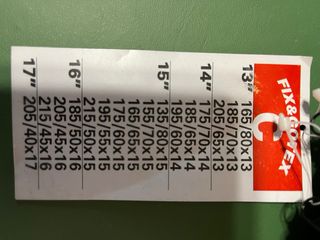 FIX&GO TEX
C
13" 165/80x13
185/70x13
205/65x13
14" 175/70x14
185/65x14
195/60x14
15" 135/80x15
155/70x15
165/65x15
175/60x15
195/55x15
215/50x15
16" 185/50x16
205/45x16
215/45x16
17" 205/40x17